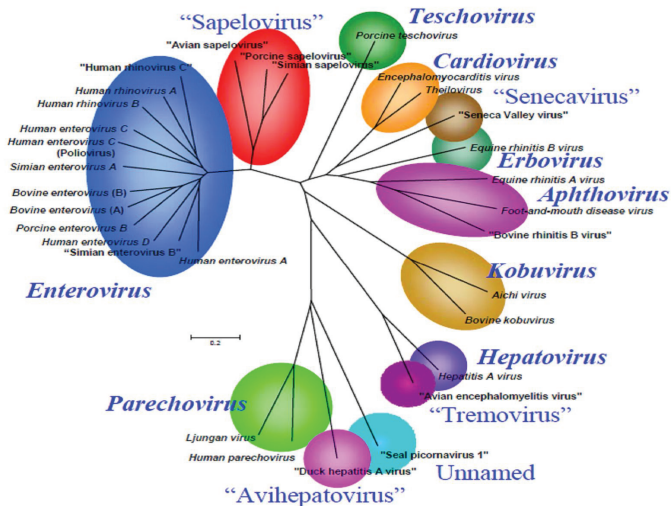 “Sapelovirus”
Teschovirus
"Avian sapelovirus"
Porcine teschovirus
"Porcine sapelovirus"
"Simian sapelovirus"
Cardiovirus
"Human rhinovirus C"
Encephalomyocarditis virus
Human rhinovirus A
Theilovirus
“Senecavirus”
Human rhinovirus B
"Seneca Valley virus"
Human enterovirus C
Human enterovirus C
(Poliovirus)
Equine rhinitis B virus
Erbovirus
Simian enterovirus A
Equine rhinitis A virus
Aphthovirus
Bovine enterovirus (B)
Bovine enterovirus (A)
Foot-and-mouth disease virus
Porcine enterovirus B
"Bovine rhinitis B virus"
Human enterovirus D
"Simian enterovirus B"
Human enterovirus A
Kobuvirus
Enterovirus
Aichi virus
Bovine kobuvirus
0.2
Hepatovirus
Hepatitis A virus
"Avian encephalomyelitis virus"
Parechovirus
“Tremovirus”
Ljungan virus
Human parechovirus
"Seal picornavirus 1"
"Duck hepatitis A virus"
Unnamed
“Avihepatovirus”